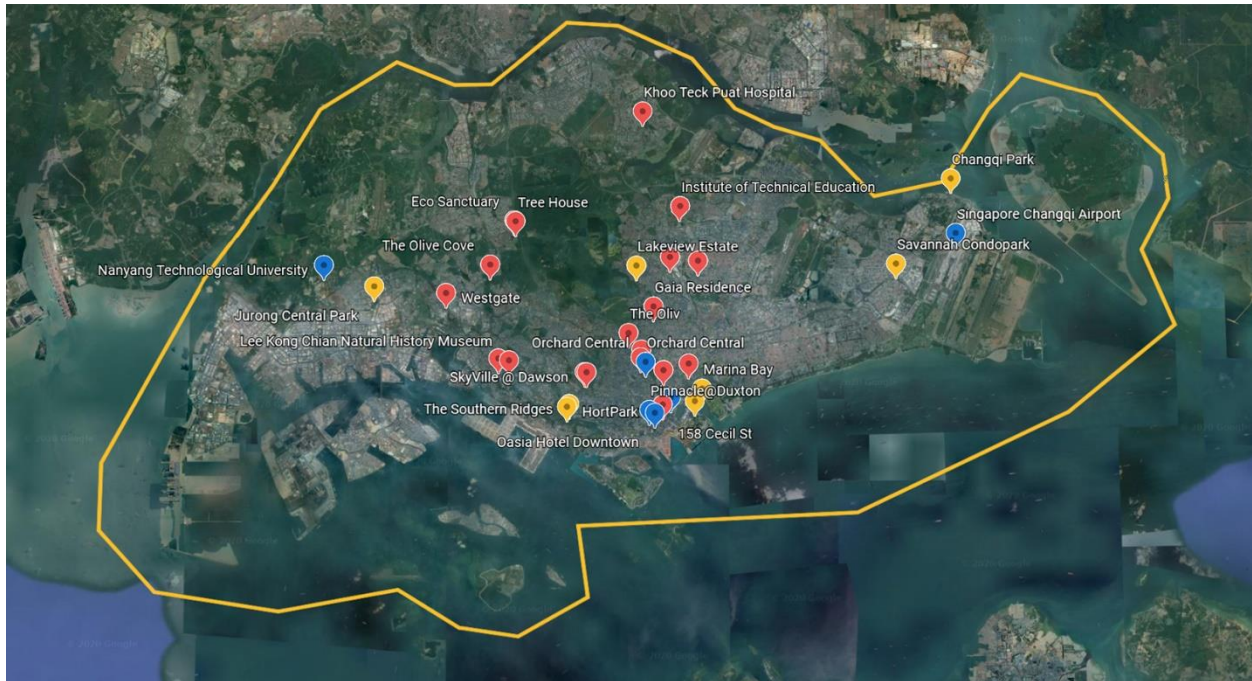 Khoo Teck Puat Hospital
Changqi Park
Institute of Technical Education
Eco Sanctuary
Tree House
Singapore Changqi Airport
The Olive Cove
Lakeview Estate
Savannah Condopark
Nanyang Technological University
Gaia Residence
Westgate
Jurong Central Park
The Oliv
Lee Kong Chian Natural History Museum
Orchard Central
Orchard Central
Marina Bay
SkyVille @ Dawson
Pinnacle@Duxton
The Southern Ridges
HortPark
158 Cecil St
Oasia Hotel Downtown